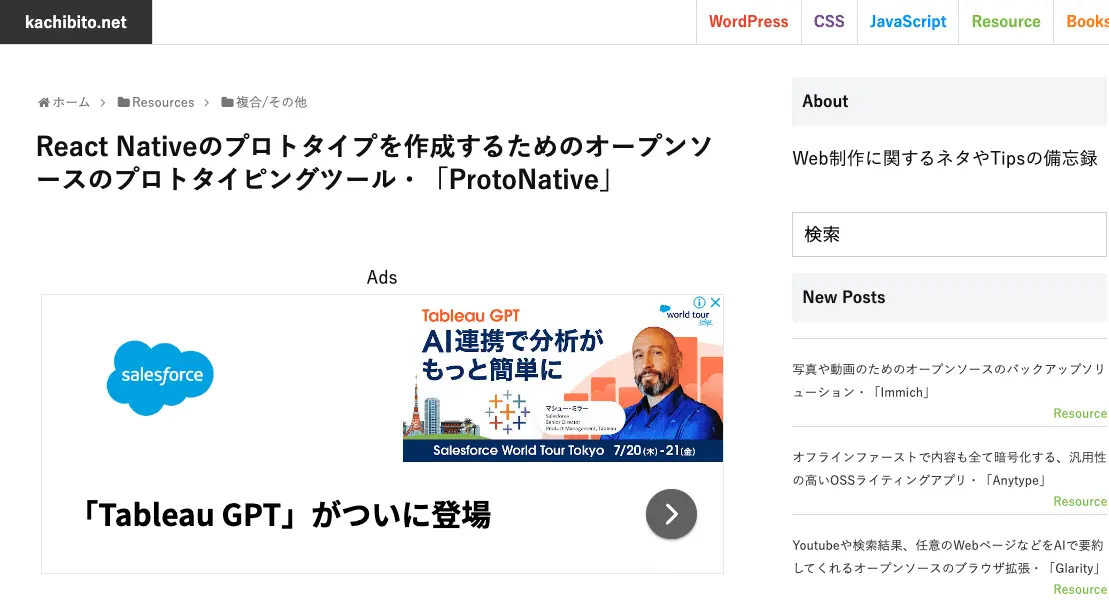 kachibito.net
WordPress
CSS
JavaScript
Resource
Books
ホーム
Resources
複合/その他
React Nativeのプロトタイプを作成するためのオープンソ
ースのプロトタイピングツール・「ProtoNative」
Ads
salesforce
Tableau GPT
AI連携で分析が
もっと簡単に
world tour
tokyo
マシュー・ミラー
Salesforce
Senior Director
Product Management, Tableau
Salesforce World Tour Tokyo 7/20(木)-21(金)
「Tableau GPT」がついに登場
About
Web制作に関するネタやTipsの備忘録
検索
New Posts
写真や動画のためのオープンソースのバックアップソリ
ューション・「Immich」
Resource
オフラインファーストで内容も全て暗号化する、汎用性
の高いOSSライティングアプリ・「Anytype」
Resource
Youtubeや検索結果、任意のWebページなどをAIで要約
してくれるオープンソースのブラウザ拡張・「Glarity」
Resource